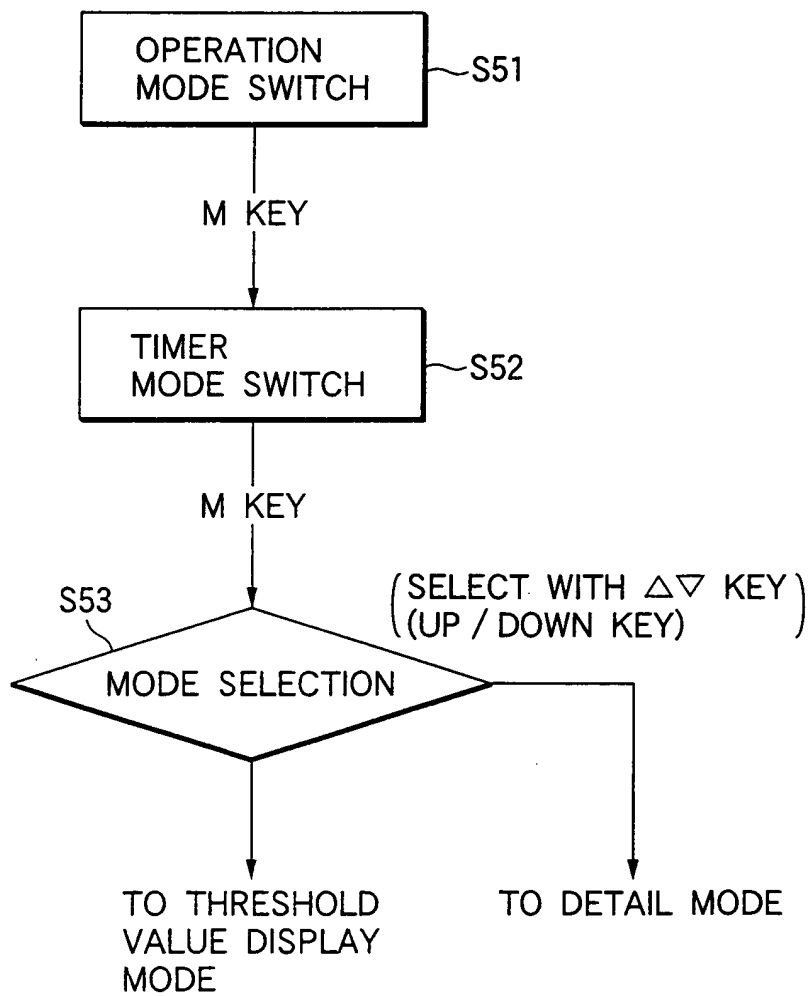 OPERATION
MODE SWITCH
S51
M KEY
TIMER
MODE SWITCH
S52
M KEY
(SELECT WITH △▽ KEY)
(UP / DOWN KEY)
S53
MODE SELECTION
TO THRESHOLD
VALUE DISPLAY
MODE
TO DETAIL MODE